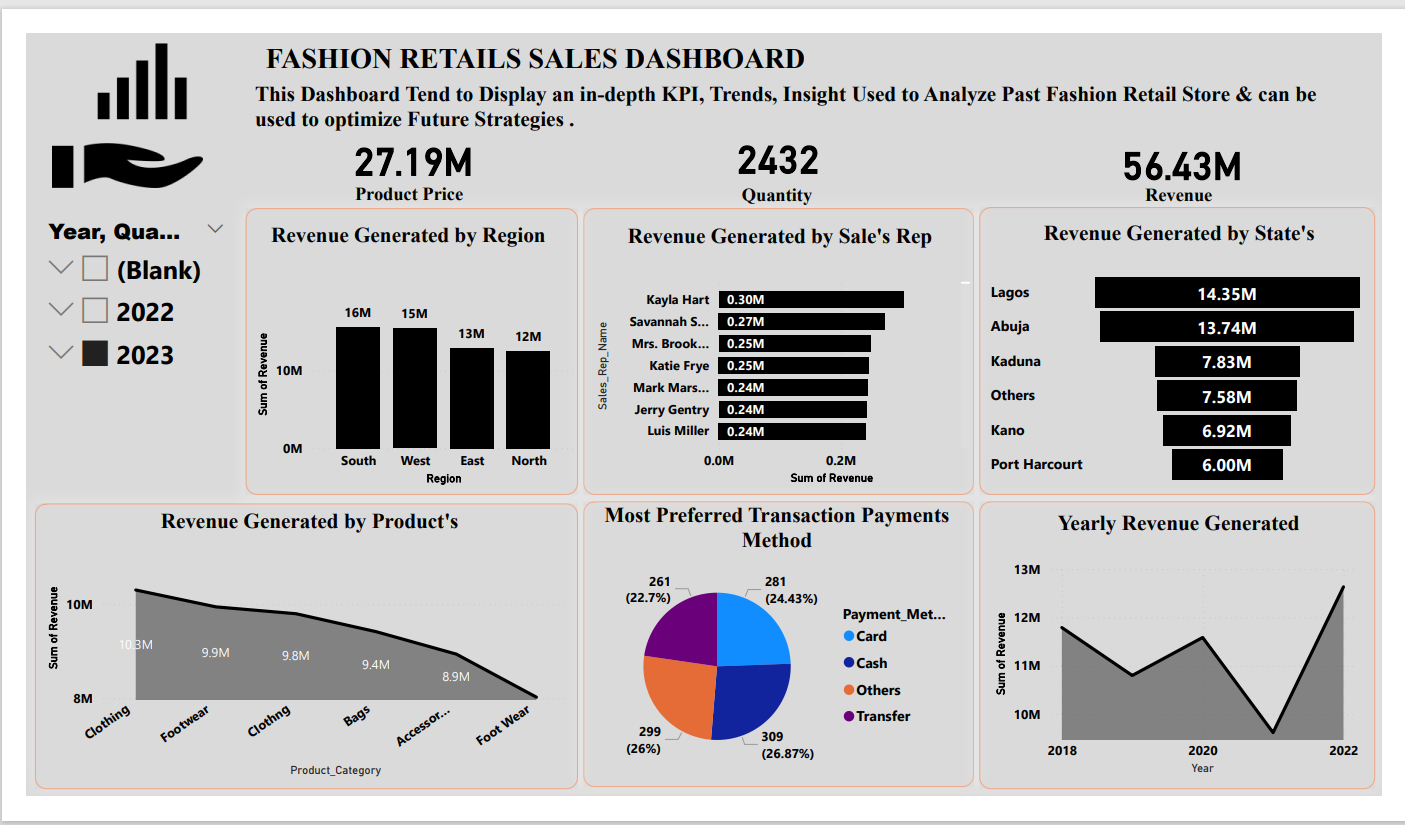 FASHION RETAILS SALES DASHBOARD
This Dashboard Tend to Display an in-depth KPI, Trends, Insight Used to Analyze Past Fashion Retail Store & can be
used to optimize Future Strategies .
27.19M
Product Price
2432
Quantity
56.43M
Revenue
Year, Qua...
(Blank)
2022
2023
Revenue Generated by Region
Sum of Revenue
10M
0M
16M
15M
13M
12M
South
West
East
North
Region
Revenue Generated by Sale's Rep
Sales_Rep_Name
Kayla Hart 0.30M
Savannah S... 0.27M
Mrs. Brook... 0.25M
Katie Frye 0.25M
Mark Mars... 0.24M
Jerry Gentry 0.24M
Luis Miller 0.24M
0.0M 0.2M
Sum of Revenue
Revenue Generated by State's
Lagos 14.35M
Abuja 13.74M
Kaduna 7.83M
Others 7.58M
Kano 6.92M
Port Harcourt 6.00M
Revenue Generated by Product's
Sum of Revenue
10M
8M
10.3M
9.9M
9.8M
9.4M
8.9M
Clothing
Footwear
Clothng
Bags
Accessor...
Foot Wear
Product_Category
Most Preferred Transaction Payments
Method
261
(22.7%)
281
(24.43%)
299
(26%)
309
(26.87%)
Payment_Met...
Card
Cash
Others
Transfer
Yearly Revenue Generated
Sum of Revenue
13M
12M
11M
10M
2018 2020 2022
Year